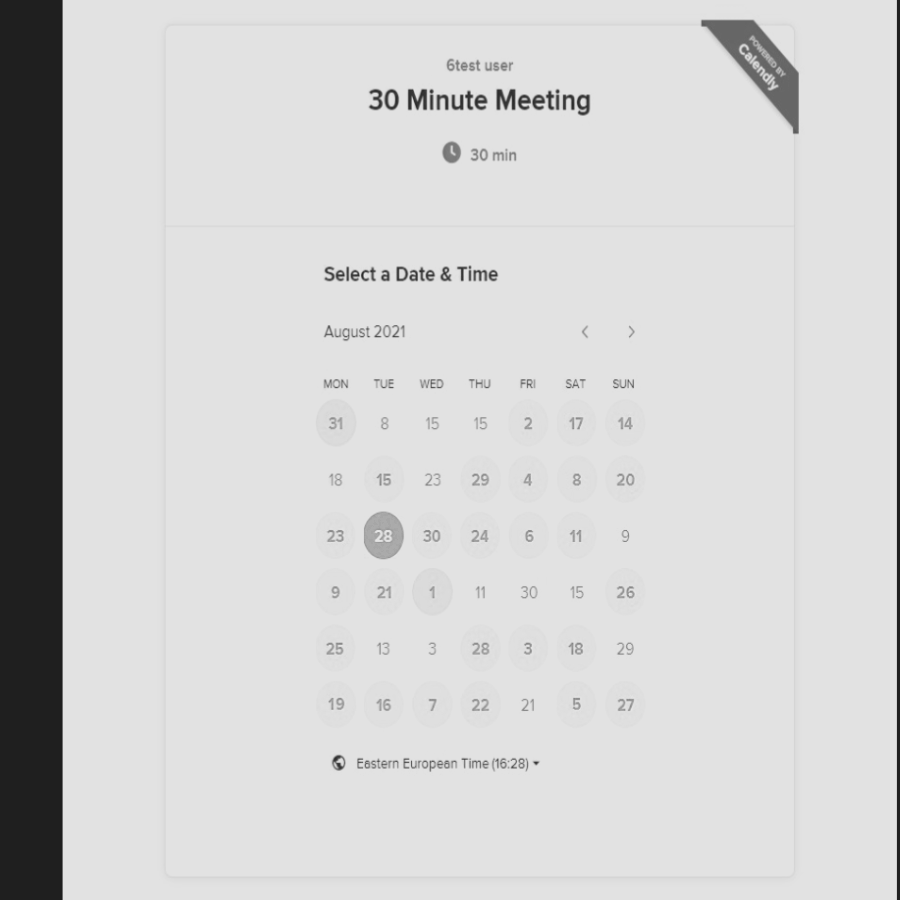 POWERED BY
Calendly
6test user
30 Minute Meeting
30 min
Select a Date & Time
August 2021
MON TUE WED THU FRI SAT SUN
31 8 15 15 2 17 14
18 15 23 29 4 8 20
23 28 30 24 6 11 9
9 21 1 11 30 15 26
25 13 3 28 3 18 29
19 16 7 22 21 5 27
Eastern European Time (16:28)